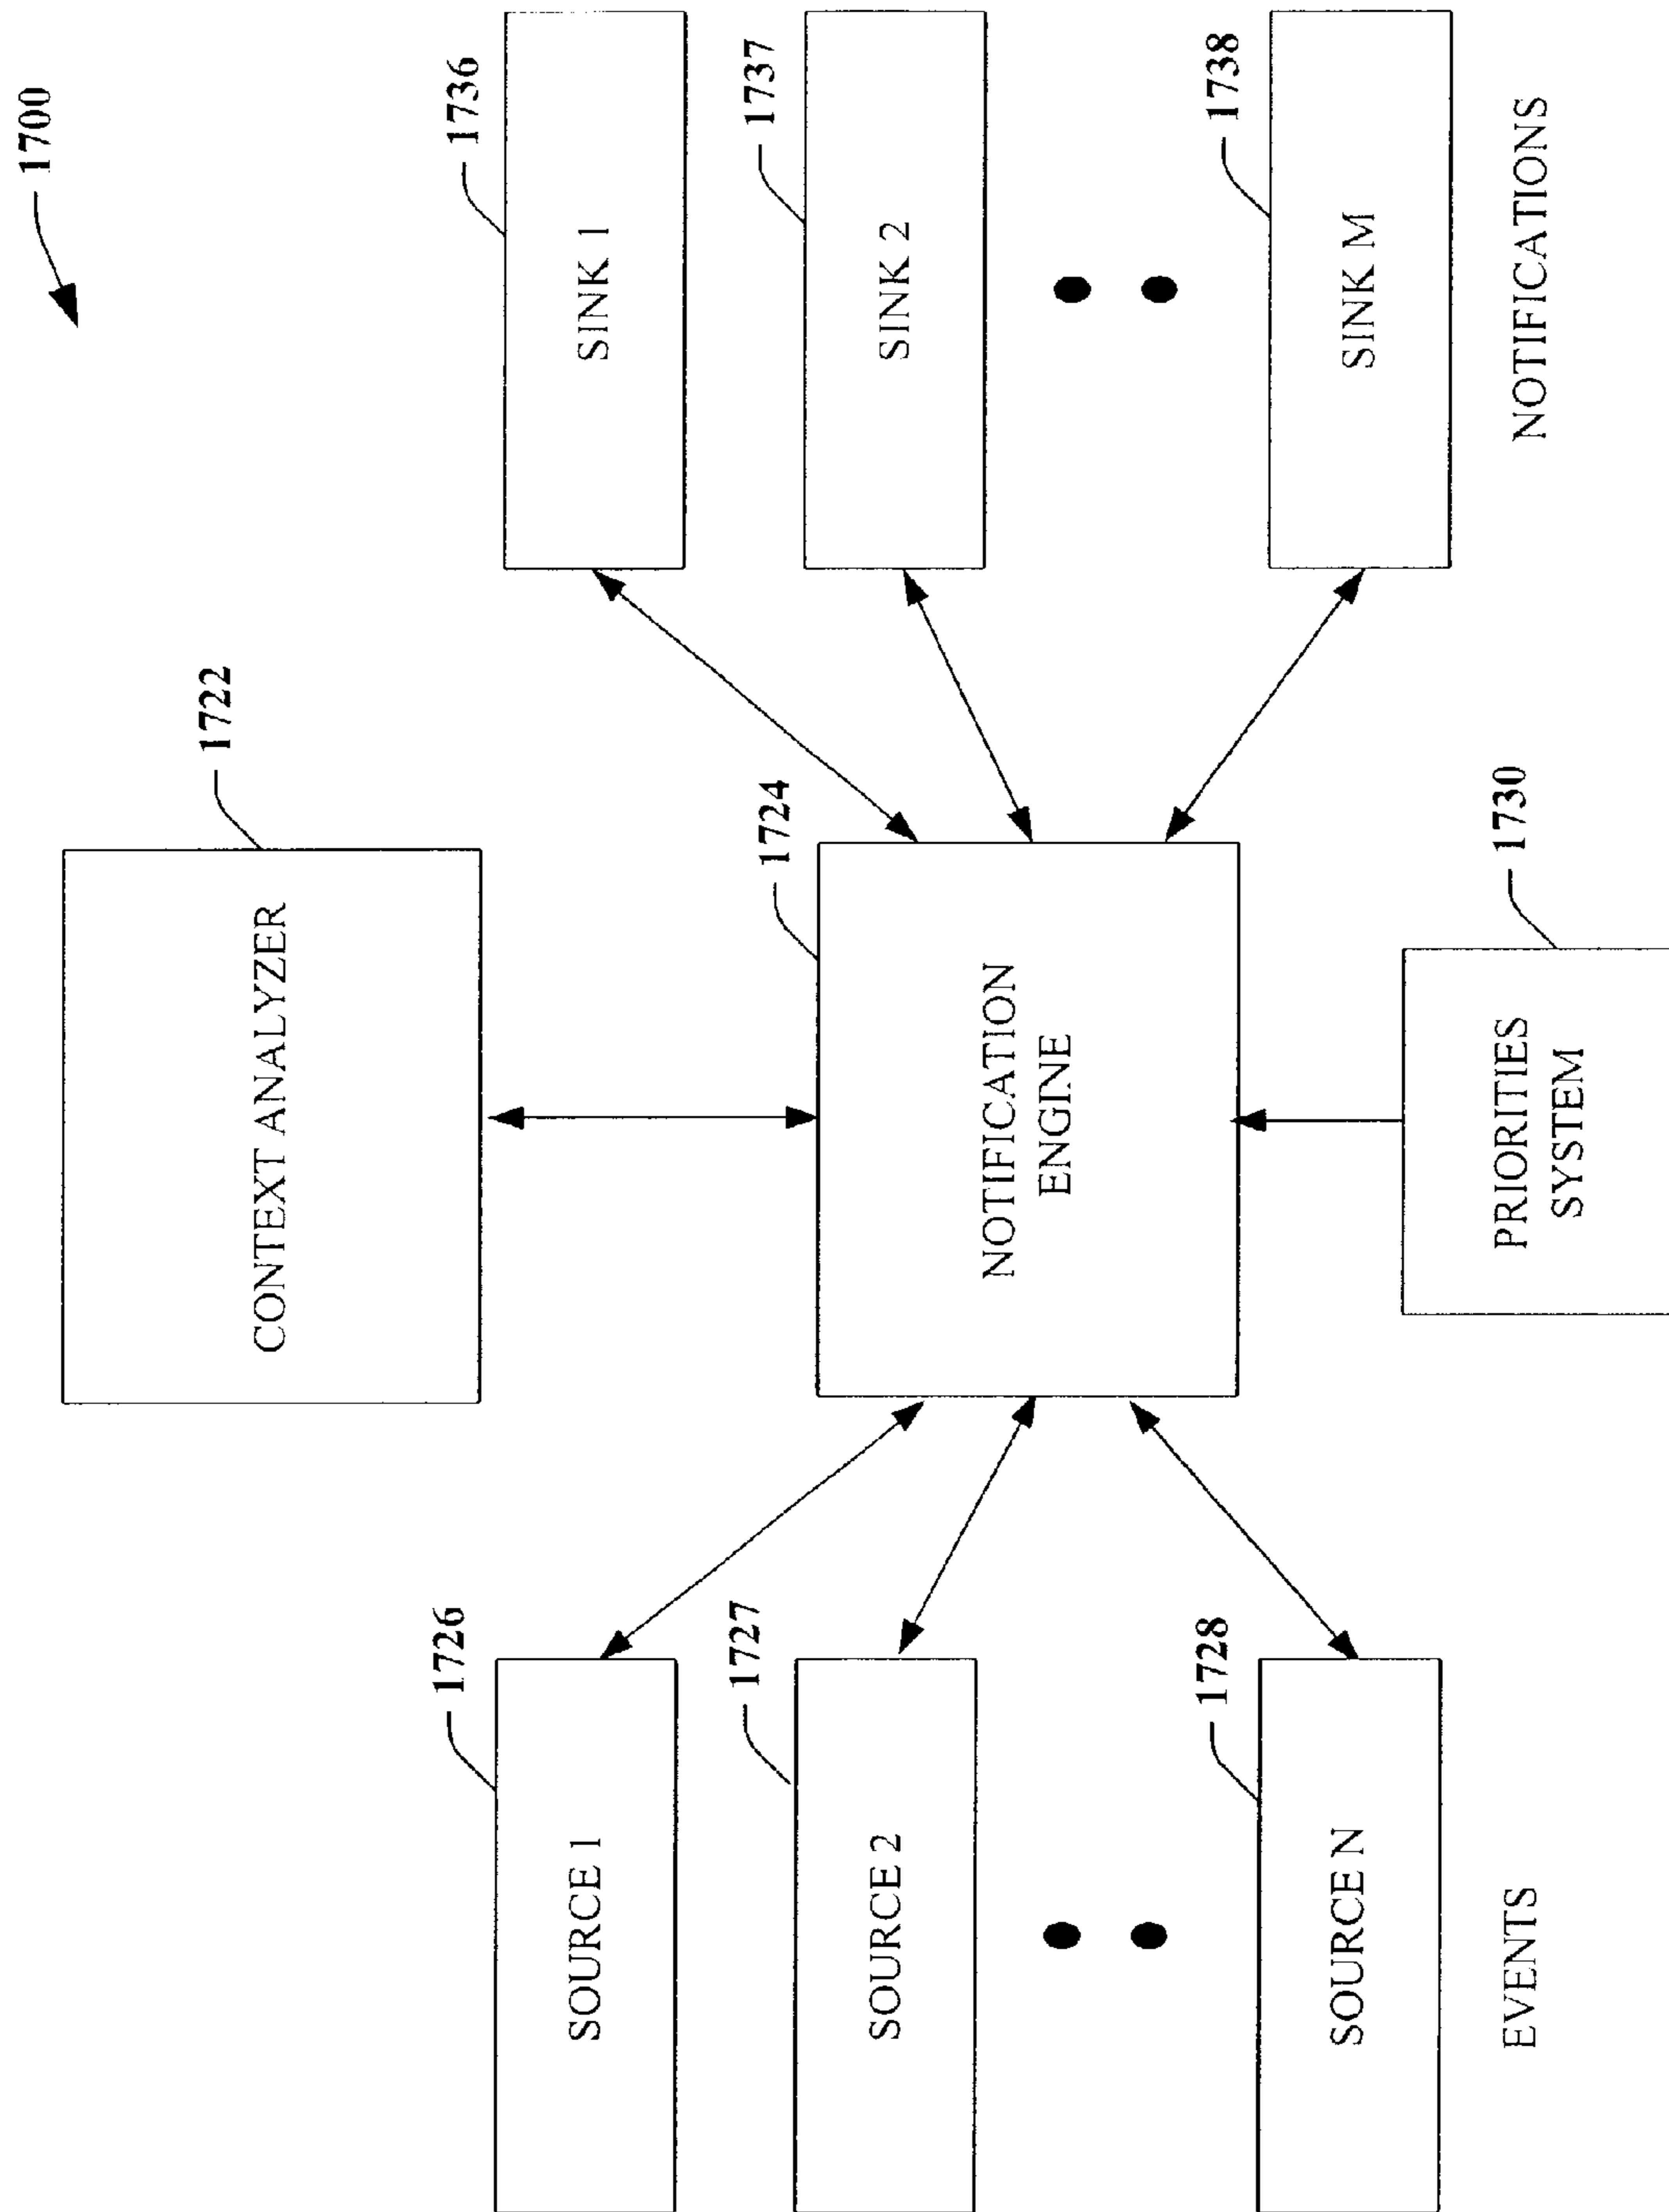 1700
CONTEXT ANALYZER
1722
SOURCE 1
1726
SOURCE 2
1727
SOURCE N
1728
EVENTS
NOTIFICATION
ENGINE
1724
PRIORITIES
SYSTEM
1730
SINK 1
1736
SINK 2
1737
SINK M
1738
NOTIFICATIONS